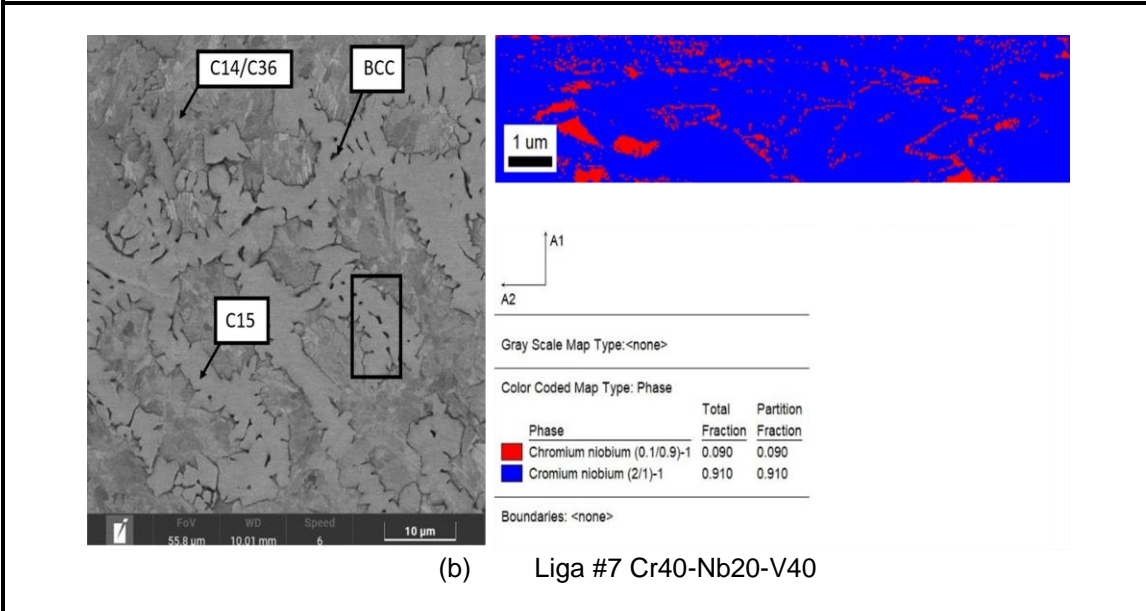 C14/C36
BCC
C15
FoV
WD
Speed
55.8 µm
10.01 mm
6
10 µm
1 um
A1
A2
Gray Scale Map Type:<none>
Color Coded Map Type: Phase
Total Partition
Phase Fraction Fraction
Chromium niobium (0.1/0.9)-1 0.090 0.090
Cromium niobium (2/1)-1 0.910 0.910
Boundaries: <none>
(b) Liga #7 Cr40-Nb20-V40